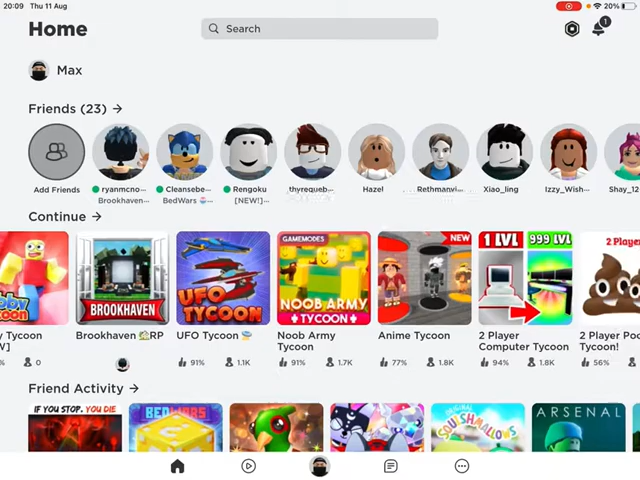 20:09 Thu 11 Aug
20%
Home
Search
1
Max
Friends (23) →
Add Friends
ryanmcno...
Cleansebe...
Rengoku
thyrequeb...
Hazel
Rethmanvi...
Xiao_ling
Izzy_Wish...
Shay_12
Brookhaven...
BedWars
[NEW!]...
Continue →
BROOKHAVEN
UFO TYCOON
GAMEMODES
NOOB ARMY
TYCOON
NEW
1 LVL
999 LVL
2 Player
y Tycoon
Brookhaven RP
UFO Tycoon
Noob Army
Tycoon
Anime Tycoon
2 Player
Computer Tycoon
2 Player Poo
Tycoon!
% 0
91% 1.1K
91% 1.7K
77% 1.8K
94% 1.8K
56%
Friend Activity →
IF YOU STOP, YOU DIE
BEDWARS
ORIGINAL
SQUISHMALLOWS
ARSENAL